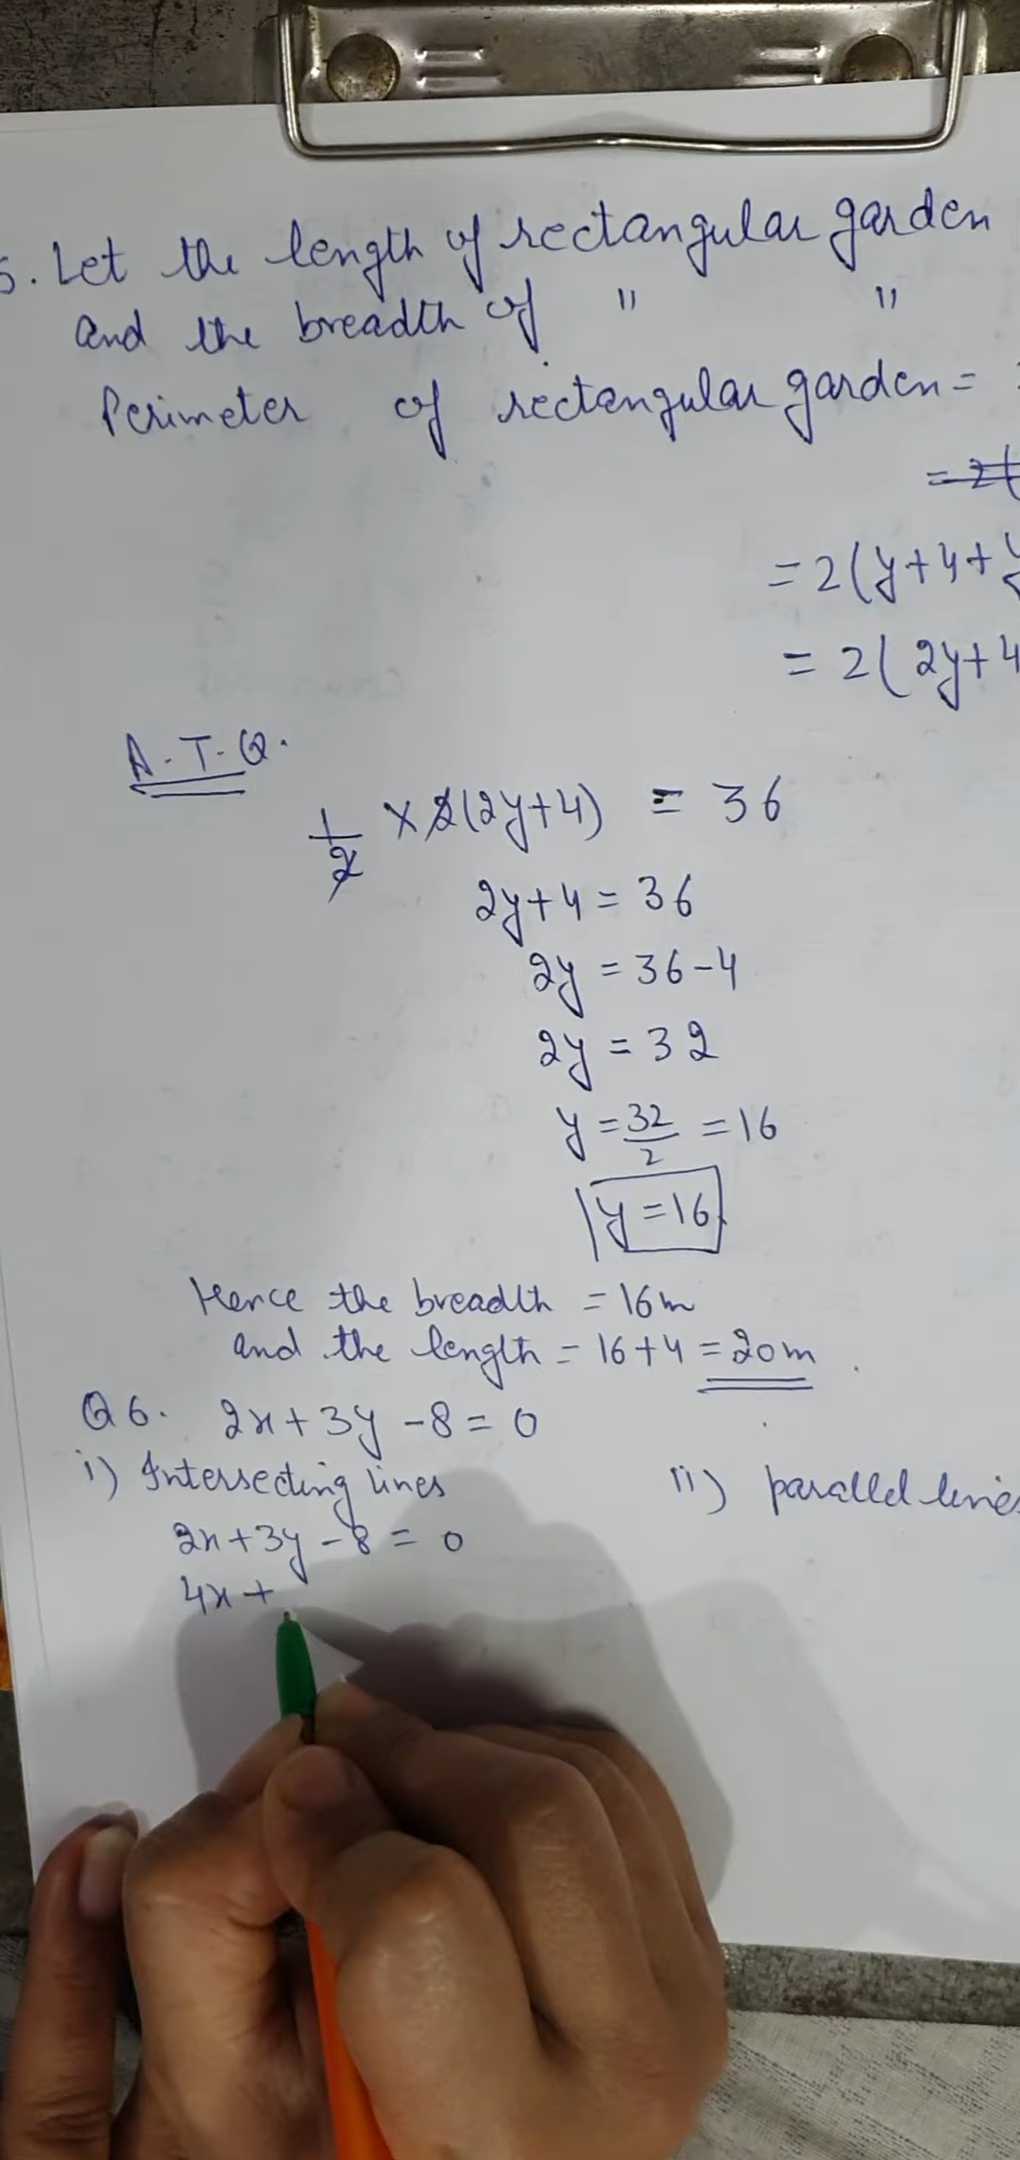 5. Let the length of rectangular garden
and the breadth of " "
Perimeter of rectangular garden =
= 2(
= 2(y+4+y
= 2(2y+4
A.T.Q.
1/2 × 2(2y+4) = 36
2y+4 = 36
2y = 36-4
2y = 32
y = 32/2 = 16
y = 16
Hence the breadth = 16m
and the length = 16+4 = 20m
Q 6. 2x+3y-8=0
i) Intersecting lines ii) parallel lines
2x+3y-8=0
4x+